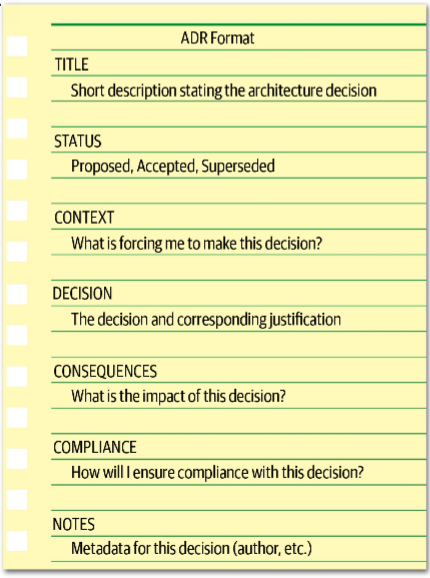 ADR Format
TITLE
Short description stating the architecture decision
STATUS
Proposed, Accepted, Superseded
CONTEXT
What is forcing me to make this decision?
DECISION
The decision and corresponding justification
CONSEQUENCES
What is the impact of this decision?
COMPLIANCE
How will I ensure compliance with this decision?
NOTES
Metadata for this decision (author, etc.)